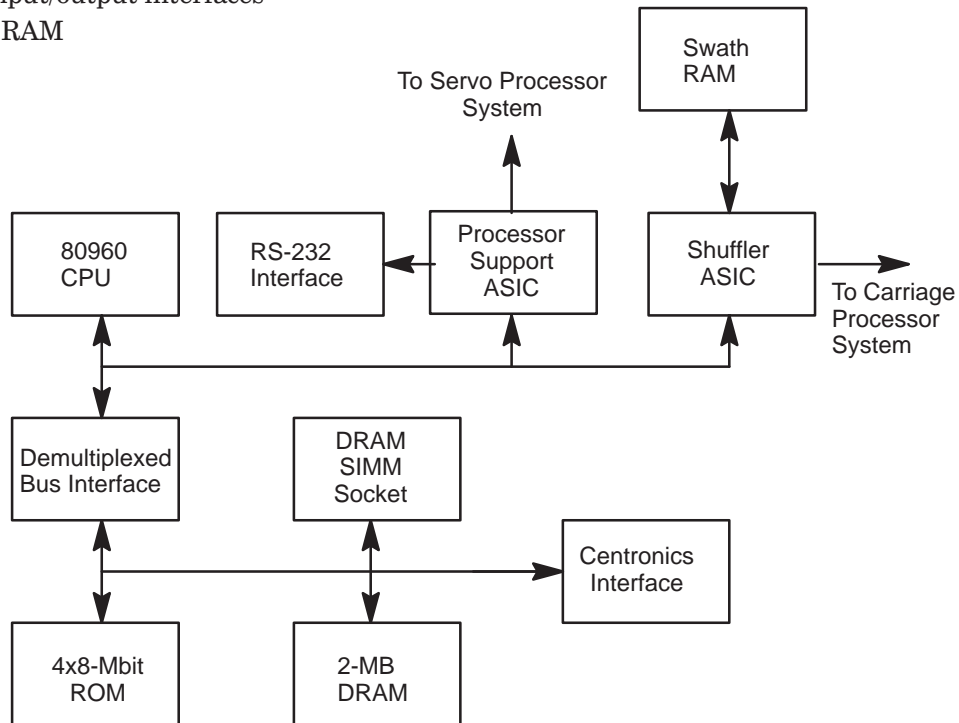 input/output interfaces
RAM
Swath
RAM
To Servo Processor
System
80960
CPU
RS-232
Interface
Processor
Support
ASIC
Shuffler
ASIC
To Carriage
Processor
System
Demultiplexed
Bus Interface
DRAM
SIMM
Socket
Centronics
Interface
4x8-Mbit
ROM
2-MB
DRAM